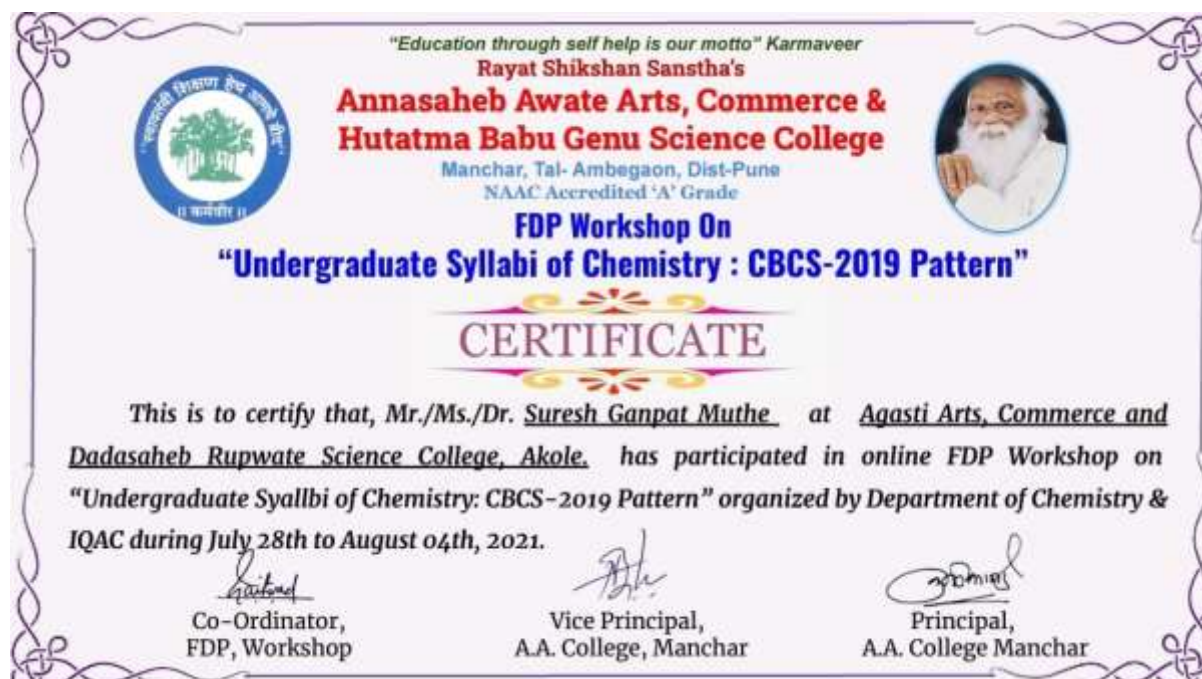 "Education through self help is our motto" Karmaveer
Rayat Shikshan Sanstha's
Annasaheb Awate Arts, Commerce &
Hutatma Babu Genu Science College
Manchar, Tal- Ambegaon, Dist-Pune
NAAC Accredited 'A' Grade
"स्वावलंबी शिक्षण हेच आमचे ब्रीद"
॥ कर्मवीर ॥
FDP Workshop On
"Undergraduate Syllabi of Chemistry : CBCS-2019 Pattern"
CERTIFICATE
This is to certify that, Mr./Ms./Dr. Suresh Ganpat Muthe at Agasti Arts, Commerce and
Dadasaheb Rupwate Science College, Akole. has participated in online FDP Workshop on
"Undergraduate Syallbi of Chemistry: CBCS-2019 Pattern" organized by Department of Chemistry &
IQAC during July 28th to August 04th, 2021.
Co-Ordinator,
FDP, Workshop
Vice Principal,
A.A. College, Manchar
Principal,
A.A. College Manchar